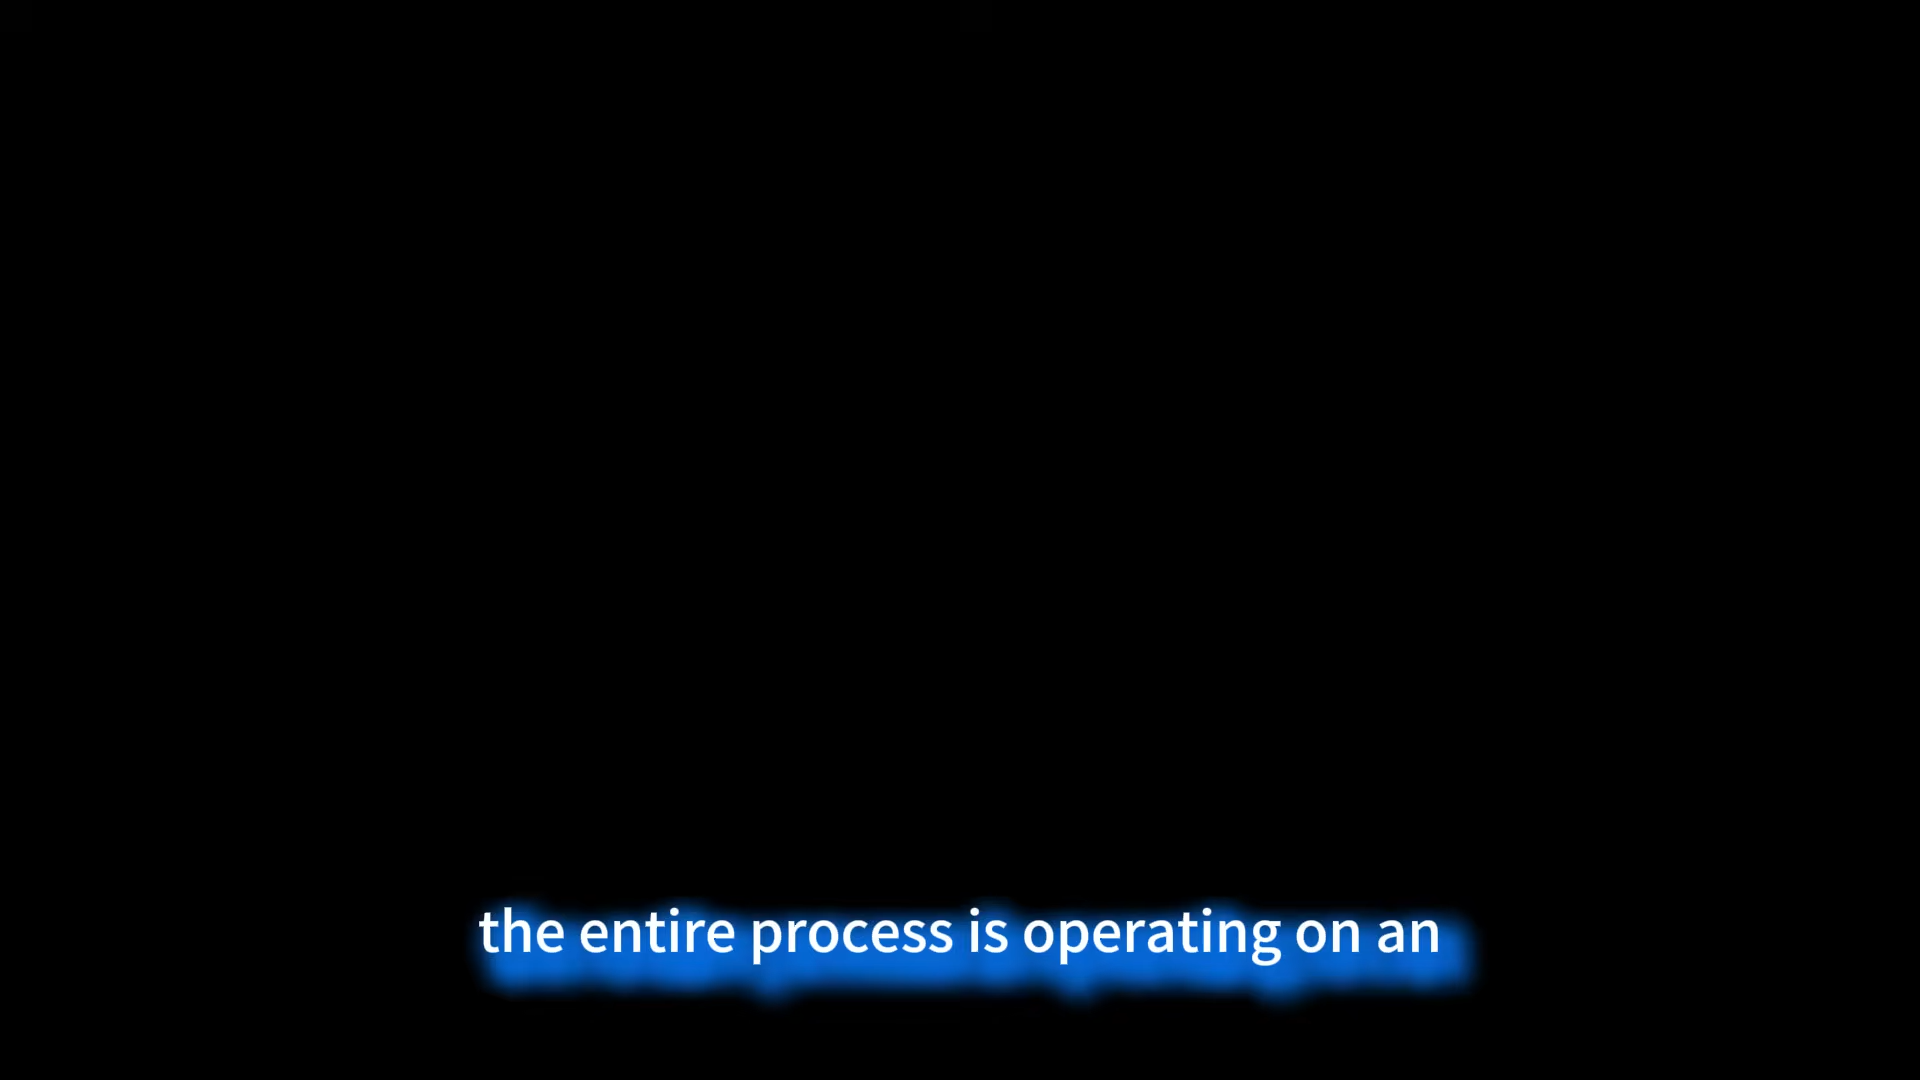 the entire process is operating on an